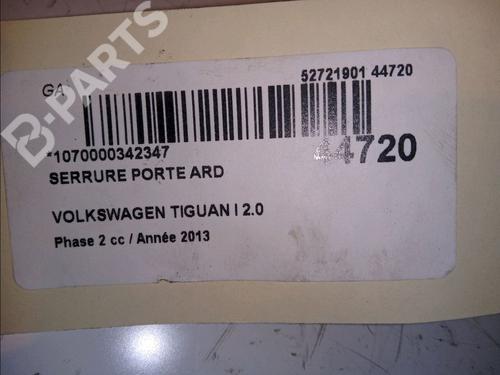 GA
52721901 44720
*1070000342347
44720
SERRURE PORTE ARD
VOLKSWAGEN TIGUAN I 2.0
Phase 2 cc / Année 2013
B-PARTS